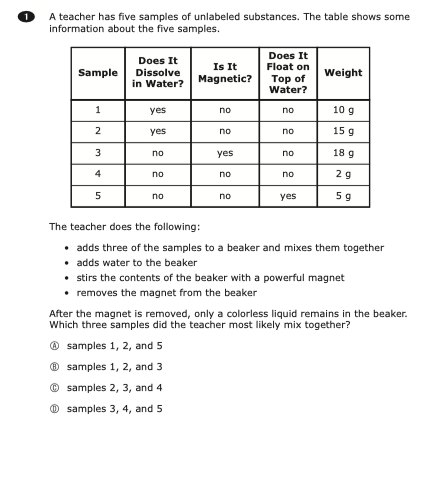 1 A teacher has five samples of unlabeled substances. The table shows some
information about the five samples.
Sample | Does It Dissolve in Water? | Is It Magnetic? | Does It Float on Top of Water? | Weight
1 | yes | no | no | 10 g
2 | yes | no | no | 15 g
3 | no | yes | no | 18 g
4 | no | no | no | 2 g
5 | no | no | yes | 5 g
The teacher does the following:
• adds three of the samples to a beaker and mixes them together
• adds water to the beaker
• stirs the contents of the beaker with a powerful magnet
• removes the magnet from the beaker
After the magnet is removed, only a colorless liquid remains in the beaker.
Which three samples did the teacher most likely mix together?
Ⓐ samples 1, 2, and 5
Ⓑ samples 1, 2, and 3
Ⓒ samples 2, 3, and 4
Ⓓ samples 3, 4, and 5